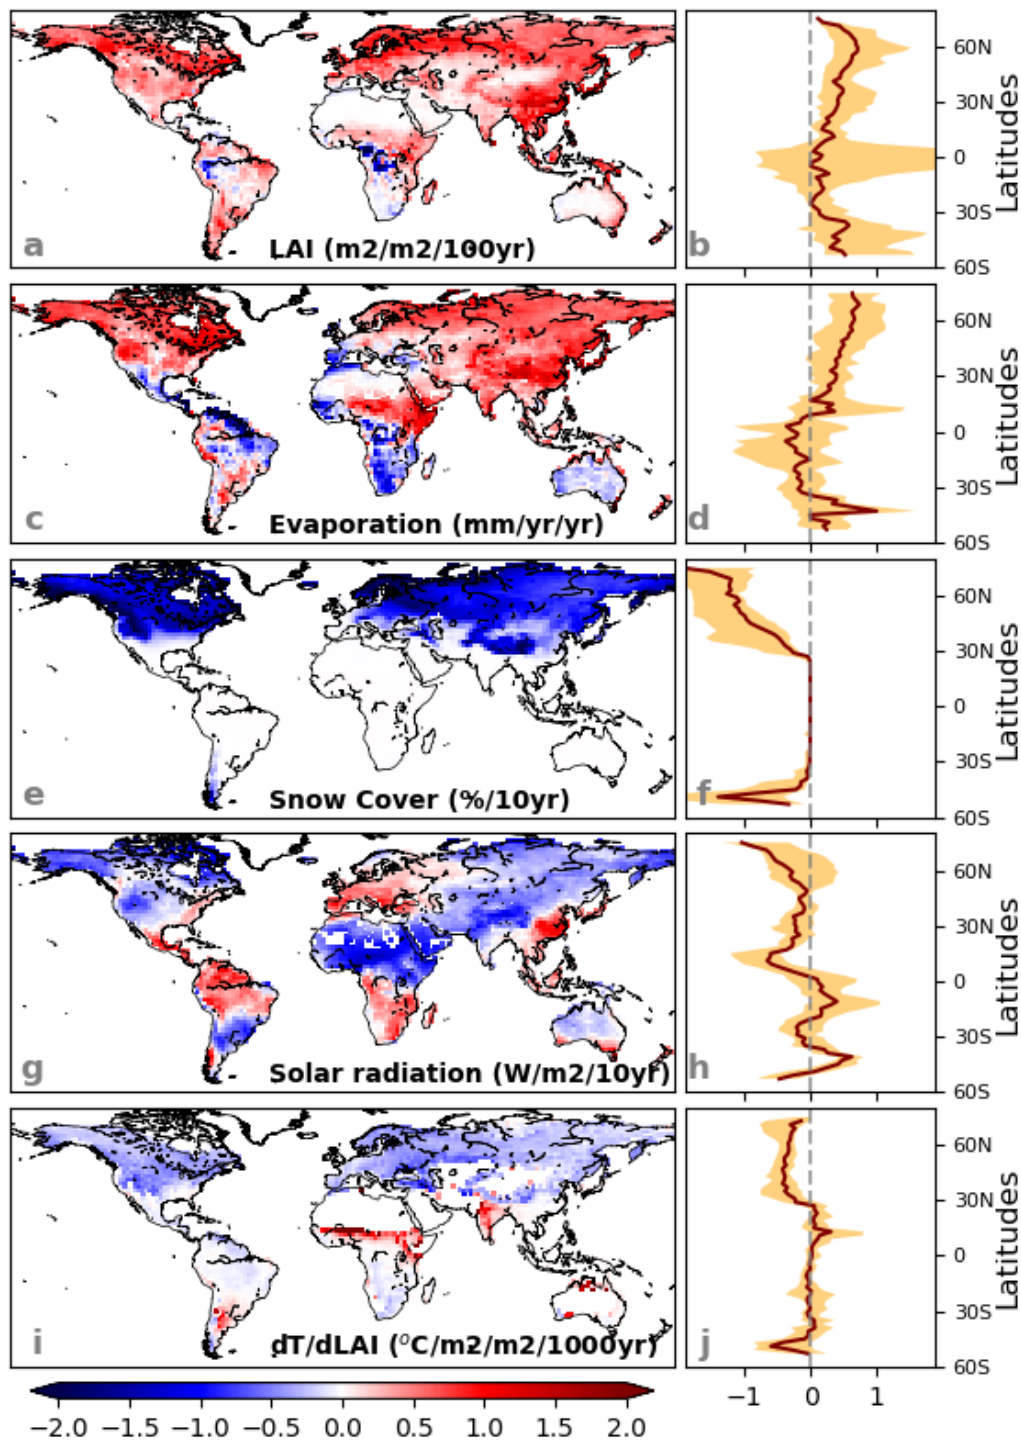 60N
30N
0
30S
60S
Latitudes
a
LAI (m2/m2/100yr)
b
60N
30N
0
30S
60S
Latitudes
c
Evaporation (mm/yr/yr)
d
60N
30N
0
30S
60S
Latitudes
e
Snow Cover (%/10yr)
f
60N
30N
0
30S
60S
Latitudes
g
Solar radiation (W/m2/10yr)
h
60N
30N
0
30S
60S
Latitudes
i
dT/dLAI (°C/m2/m2/1000yr)
j
−1 0 1
−2.0 −1.5 −1.0 −0.5 0.0 0.5 1.0 1.5 2.0